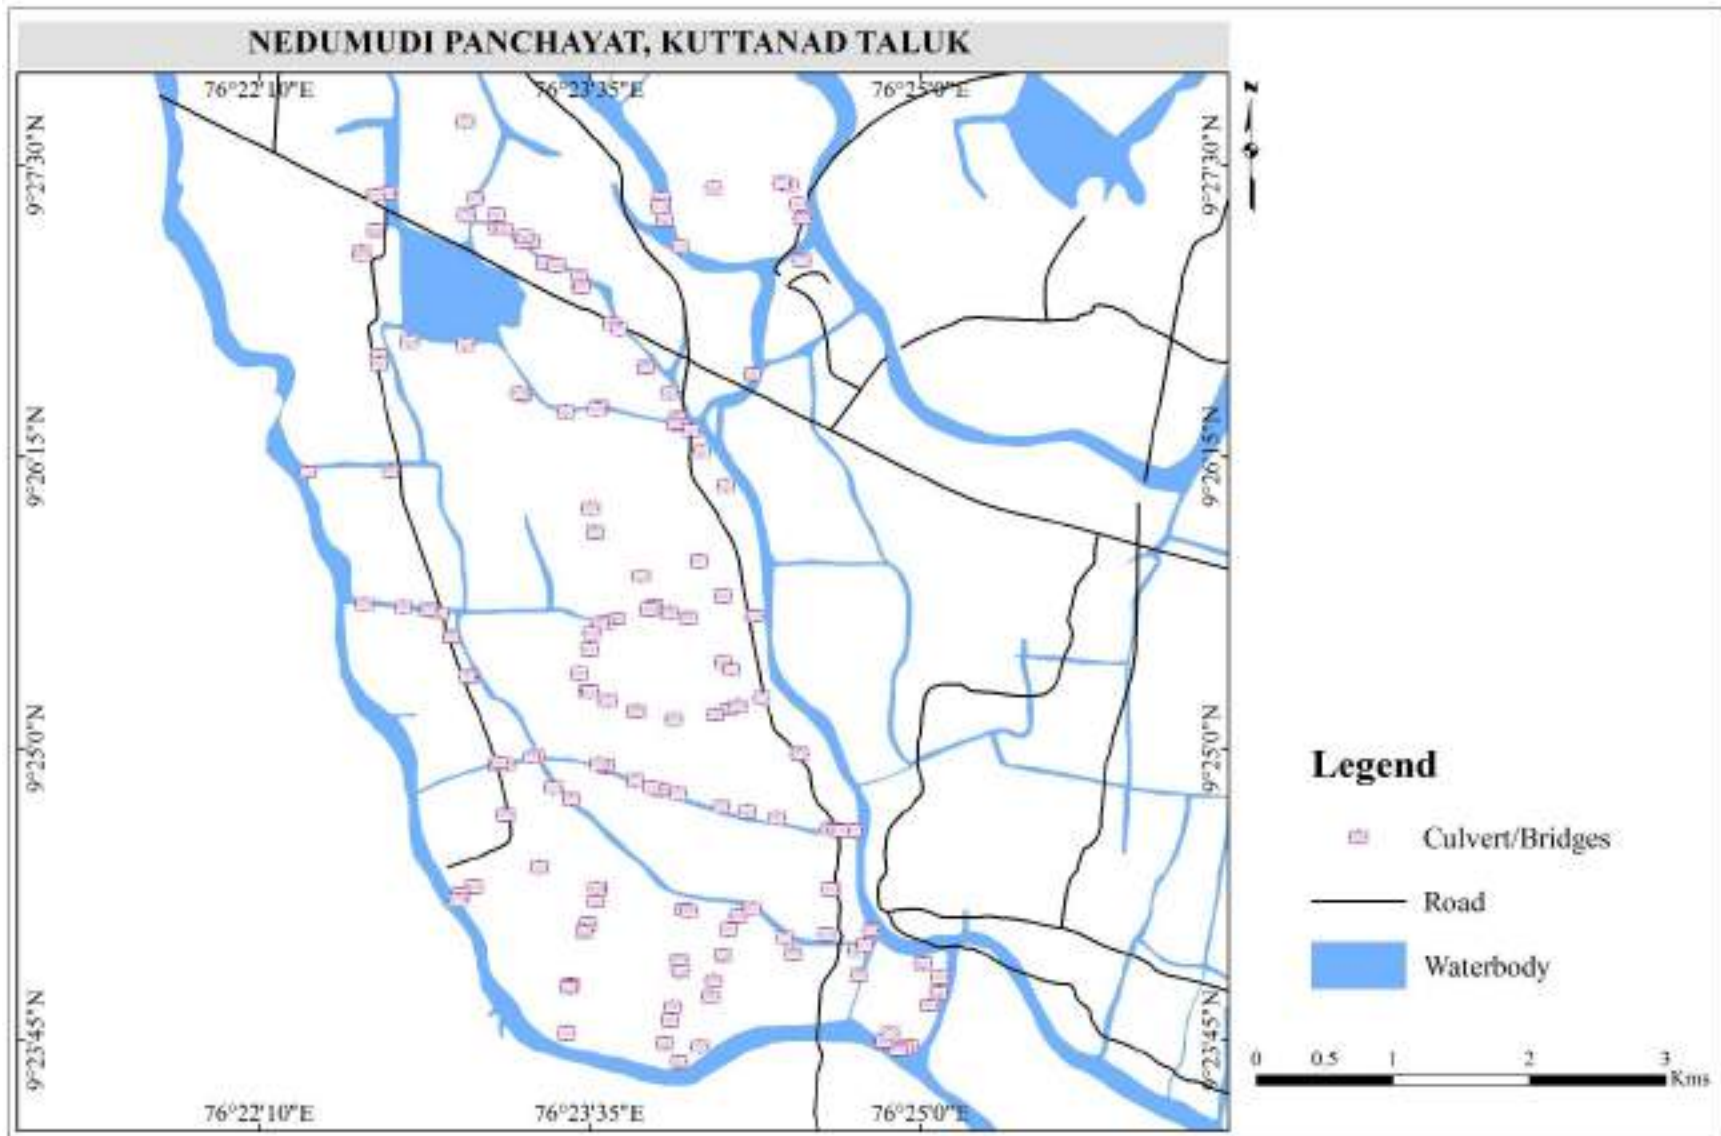 NEDUMUDI PANCHAYAT, KUTTANAD TALUK
76°22'10"E 76°23'35"E 76°25'0"E
z
9°27'30"N 9°27'30"N
9°26'15"N 9°26'15"N
9°25'0"N 9°25'0"N
Legend
Culvert/Bridges
Road
Waterbody
9°23'45"N 9°23'45"N
0 0.5 1 2 3
Kms
76°22'10"E 76°23'35"E 76°25'0"E